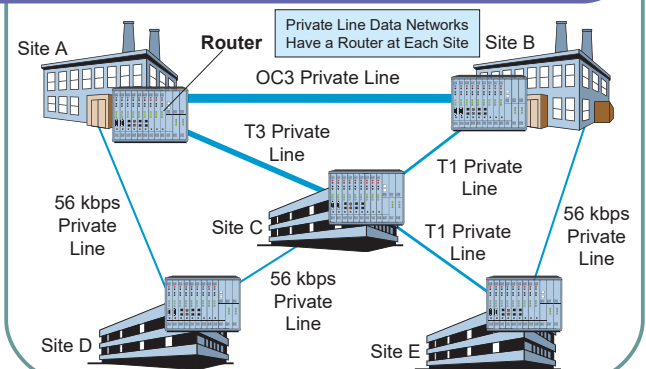 Private Line Data Networks
Have a Router at Each Site
Site A
Router
Site B
OC3 Private Line
T3 Private
Line
T1 Private
Line
56 kbps
Private
Line
Site C
T1 Private
Line
56 kbps
Private
Line
56 kbps
Private
Line
Site D
Site E